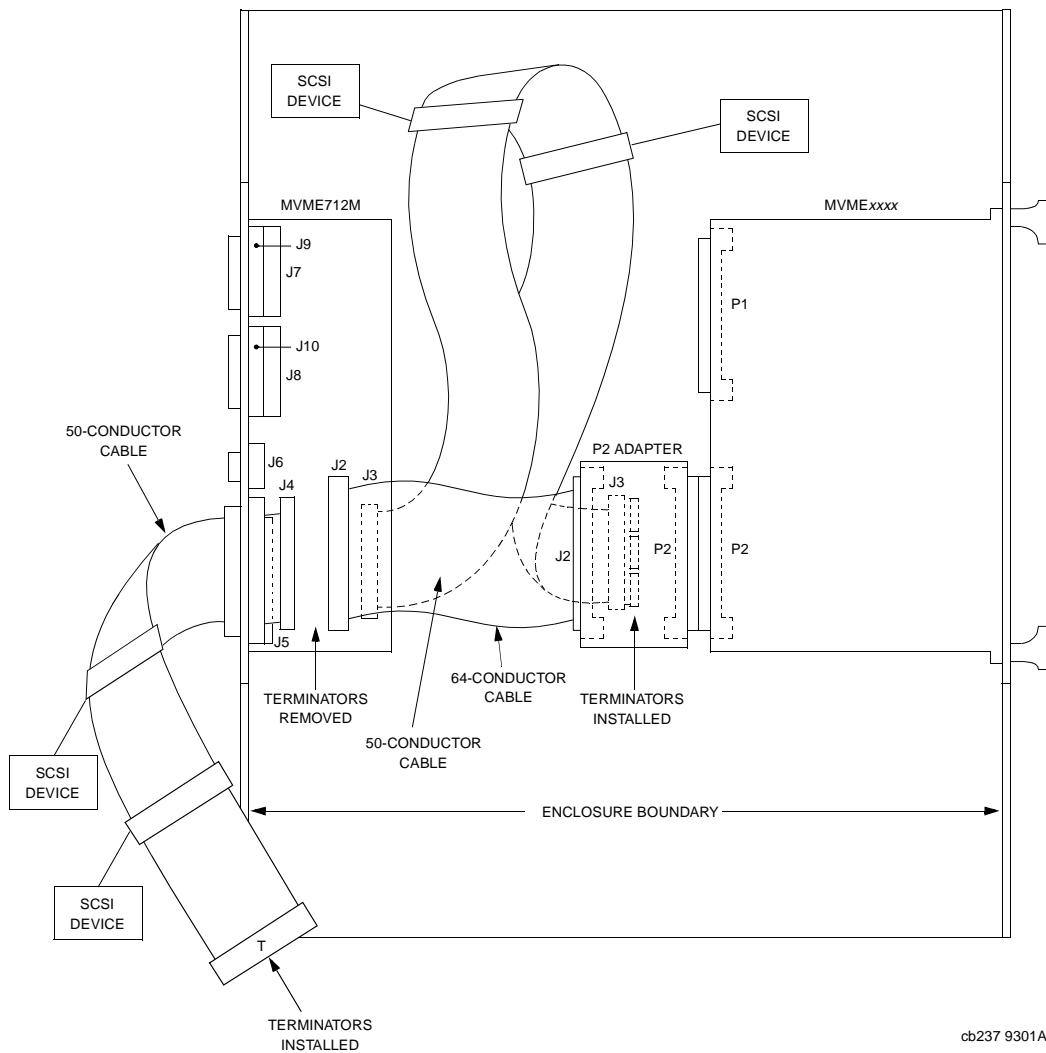 SCSI
DEVICE
SCSI
DEVICE
MVME712M
MVMExxxx
J9
J7
P1
J10
J8
50-CONDUCTOR
CABLE
P2 ADAPTER
J6
J2
J3
J4
J3
J2
P2
P2
J5
64-CONDUCTOR
CABLE
TERMINATORS
REMOVED
TERMINATORS
INSTALLED
50-CONDUCTOR
CABLE
SCSI
DEVICE
ENCLOSURE BOUNDARY
SCSI
DEVICE
T
TERMINATORS
INSTALLED
cb237 9301A